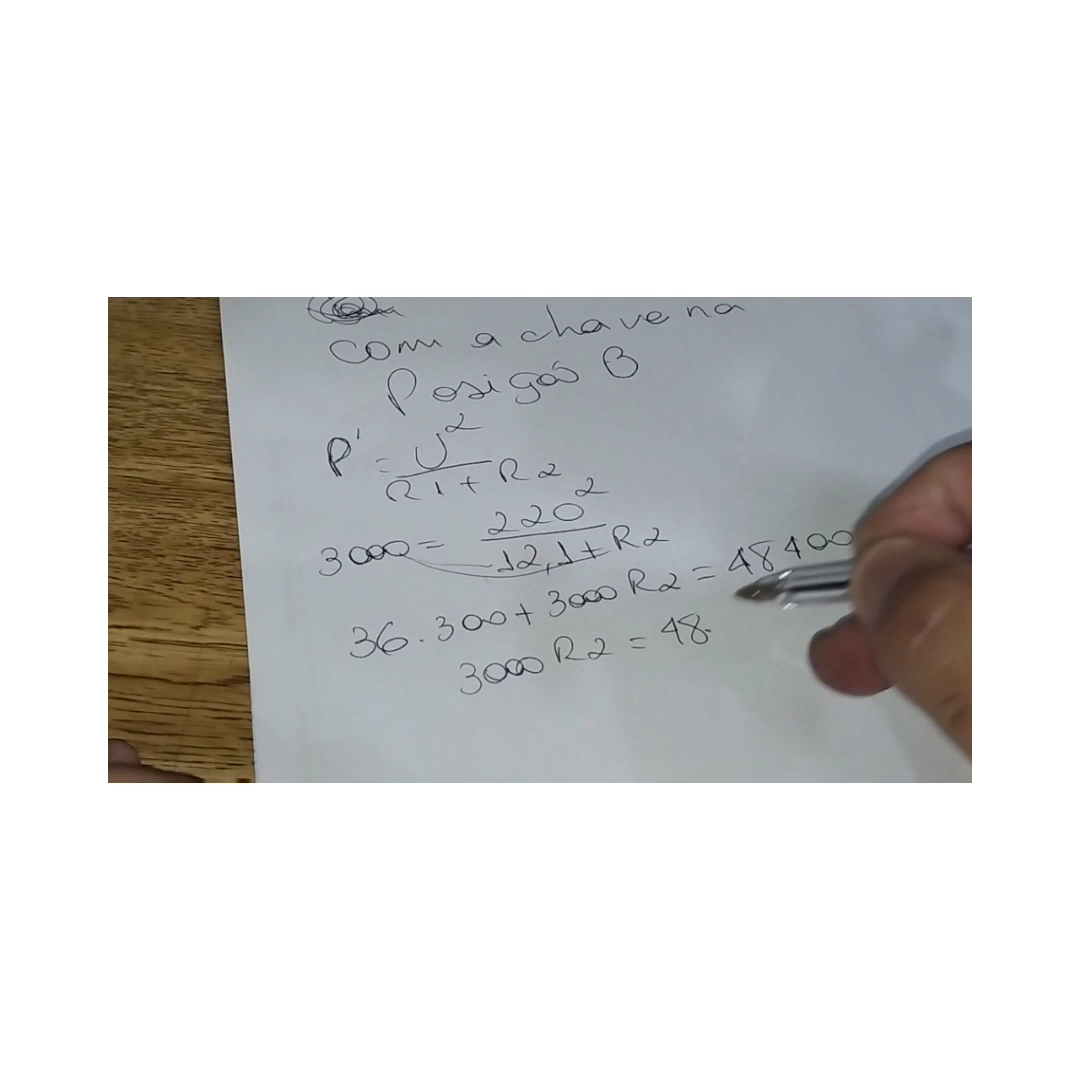 com a chave na
Posigão B
P' = U² / R1 + R2
3000 = 220² / 12,1 + R2
36.300 + 3000 R2 = 48400
3000 R2 = 48.